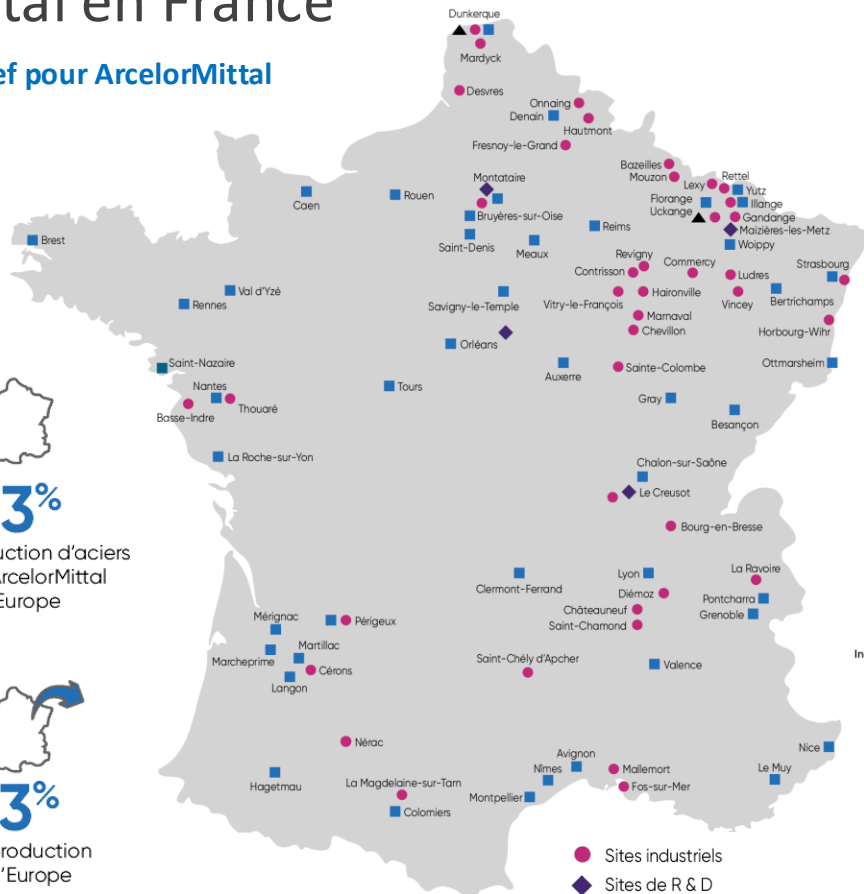 tal en France
ef pour ArcelorMittal
Dunkerque
Mardyck
Desvres
Onnaing
Denain
Hautmont
Fresnoy-le-Grand
Bazeilles
Mouzon
Rettel
Lexy
Yutz
Florange
Illange
Uckange
Gandange
Maizières-les-Metz
Woippy
Montataire
Caen
Rouen
Bruyères-sur-Oise
Reims
Saint-Denis
Meaux
Brest
Revigny
Commercy
Strasbourg
Contrisson
Ludres
Val d'Yzé
Rennes
Savigny-le-Temple
Vitry-le-François
Haironville
Vincey
Bertrichamps
Marnaval
Chevillon
Horbourg-Wihr
Orléans
Saint-Nazaire
Auxerre
Sainte-Colombe
Ottmarsheim
Nantes
Tours
Thouaré
Basse-Indre
Gray
Besançon
La Roche-sur-Yon
Chalon-sur-Saône
Le Creusot
3%
Bourg-en-Bresse
uction d'aciers
ArcelorMittal
Europe
Clermont-Ferrand
Lyon
La Ravoire
Diémoz
Pontcharra
Châteauneuf
Grenoble
Saint-Chamond
Mérignac
Périgeux
Martillac
Marcheprime
Cérons
Langon
Saint-Chély d'Apcher
Valence
In
Nérac
Nice
Avignon
Hagetmau
La Magdelaine-sur-Tarn
Nîmes
Mallemort
Le Muy
Montpellier
Fos-sur-Mer
Colomiers
3%
roduction
'Europe
Sites industriels
Sites de R & D